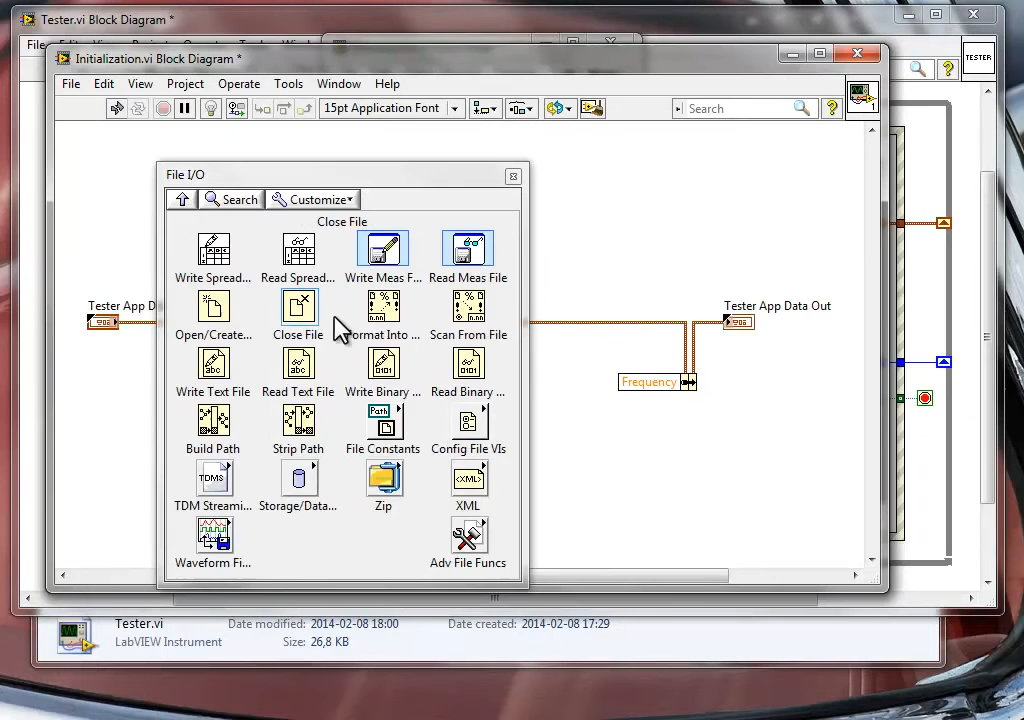 Tester.vi Block Diagram *
File
TESTER
Initialization.vi Block Diagram *
File Edit View Project Operate Tools Window Help
15pt Application Font
Search
1
File I/O
Search Customize
Close File
Write Spread... Read Spread... Write Meas F... Read Meas File
Open/Create... Close File Format Into ... Scan From File
Write Text File Read Text File Write Binary ... Read Binary ...
Build Path Strip Path File Constants Config File VIs
TDM Streami... Storage/Data... Zip XML
Waveform Fi... Adv File Funcs
Tester App D
Tester App Data Out
Frequency
Tester.vi Date modified: 2014-02-08 18:00 Date created: 2014-02-08 17:29
LabVIEW Instrument Size: 26,8 KB